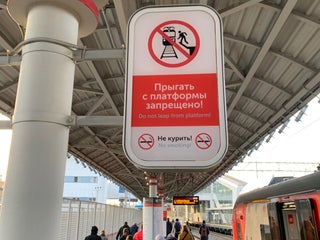 Прыгать
с платформы
запрещено!
Do not leap from platform!
Не курить!
No smoking!